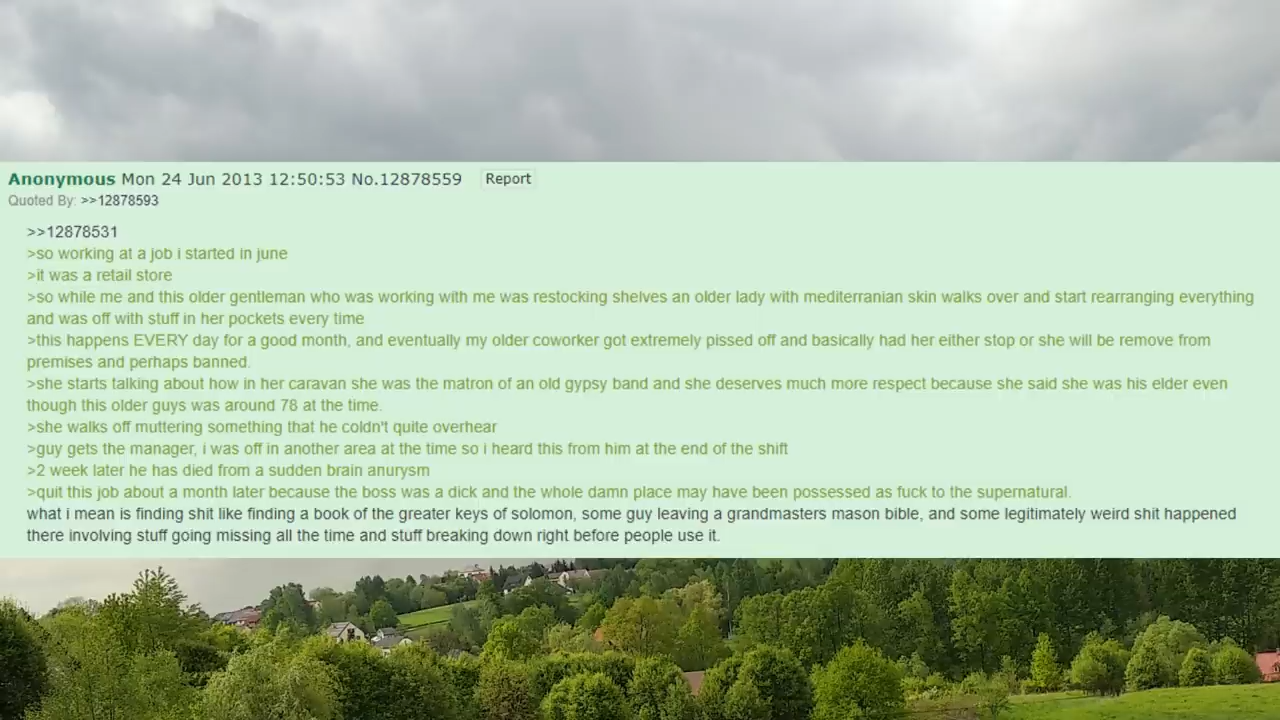 Anonymous Mon 24 Jun 2013 12:50:53 No.12878559 Report
Quoted By: >>12878593
>>12878531
>so working at a job i started in june
>it was a retail store
>so while me and this older gentleman who was working with me was restocking shelves an older lady with mediterranian skin walks over and start rearranging everything
and was off with stuff in her pockets every time
>this happens EVERY day for a good month, and eventually my older coworker got extremely pissed off and basically had her either stop or she will be remove from
premises and perhaps banned.
>she starts talking about how in her caravan she was the matron of an old gypsy band and she deserves much more respect because she said she was his elder even
though this older guys was around 78 at the time.
>she walks off muttering something that he coldn't quite overhear
>guy gets the manager, i was off in another area at the time so i heard this from him at the end of the shift
>2 week later he has died from a sudden brain anurysm
>quit this job about a month later because the boss was a dick and the whole damn place may have been possessed as fuck to the supernatural.
what i mean is finding shit like finding a book of the greater keys of solomon, some guy leaving a grandmasters mason bible, and some legitimately weird shit happened
there involving stuff going missing all the time and stuff breaking down right before people use it.